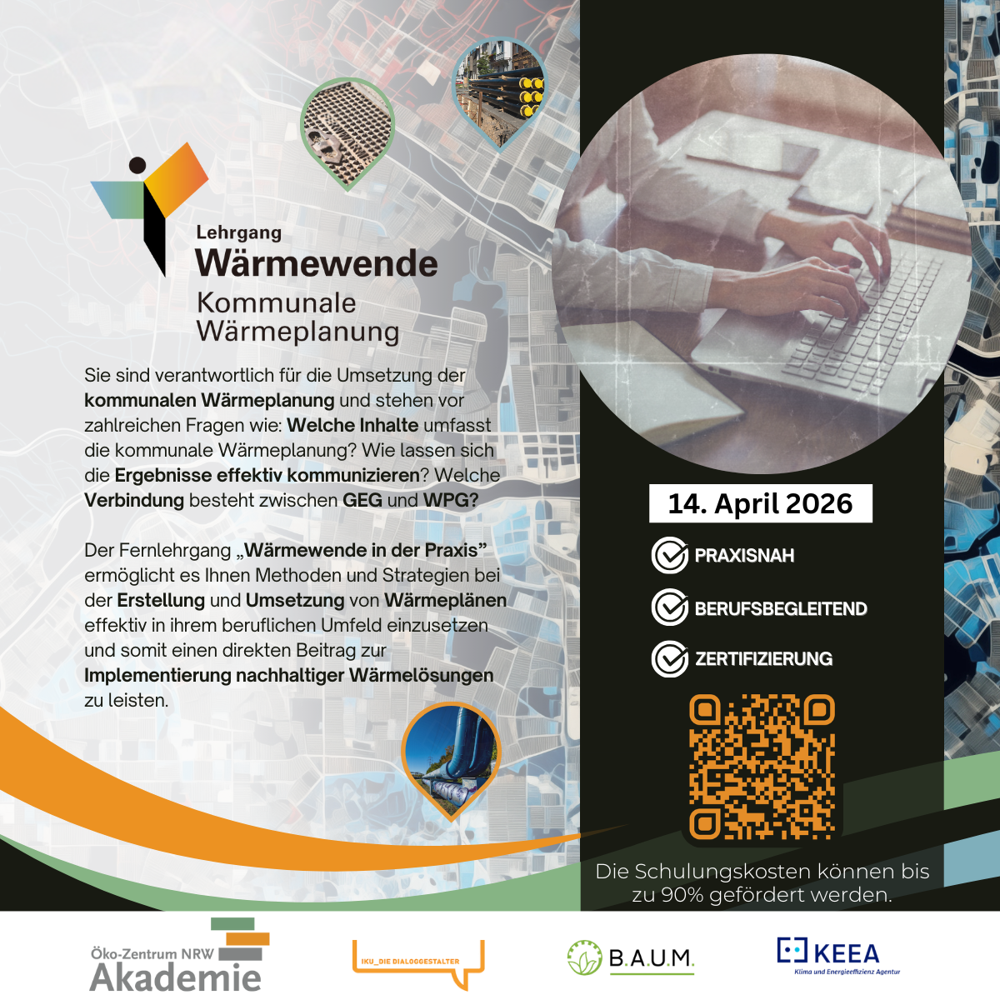 Lehrgang
Wärmewende
Kommunale
Wärmeplanung
Sie sind verantwortlich für die Umsetzung der
kommunalen Wärmeplanung und stehen vor
zahlreichen Fragen wie: Welche Inhalte umfasst
die kommunale Wärmeplanung? Wie lassen sich
die Ergebnisse effektiv kommunizieren? Welche
Verbindung besteht zwischen GEG und WPG?
Der Fernlehrgang „Wärmewende in der Praxis”
ermöglicht es Ihnen Methoden und Strategien bei
der Erstellung und Umsetzung von Wärmeplänen
effektiv in ihrem beruflichen Umfeld einzusetzen
und somit einen direkten Beitrag zur
Implementierung nachhaltiger Wärmelösungen
zu leisten.
14. April 2026
PRAXISNAH
BERUFSBEGLEITEND
ZERTIFIZIERUNG
Die Schulungskosten können bis
zu 90% gefördert werden.
Öko-Zentrum NRW
Akademie
IKU_DIE DIALOGGESTALTER
B.A.U.M.
KEEA
Klima und Energieeffizienz Agentur